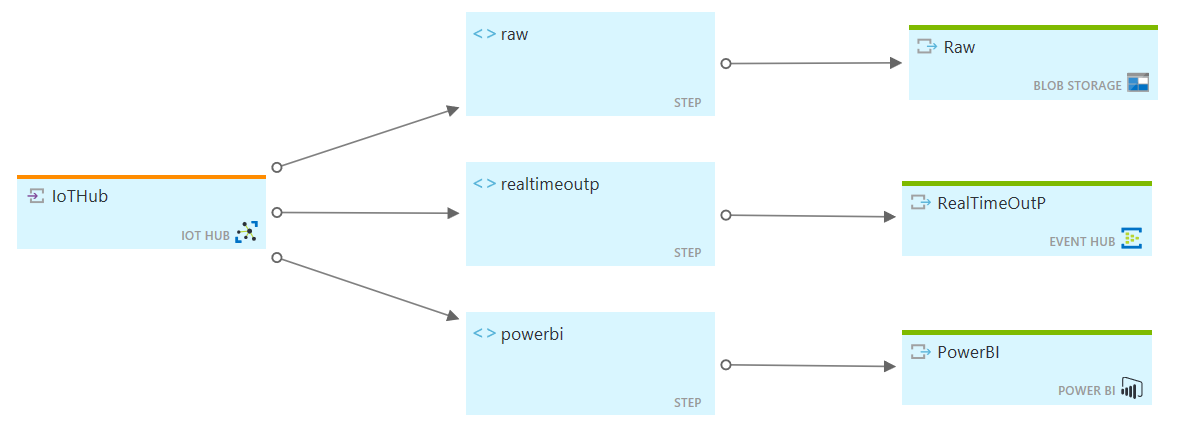 <> raw
STEP
Raw
BLOB STORAGE
IoTHub
IOT HUB
<> realtimeoutp
STEP
RealTimeOutP
EVENT HUB
<> powerbi
STEP
PowerBI
POWER BI